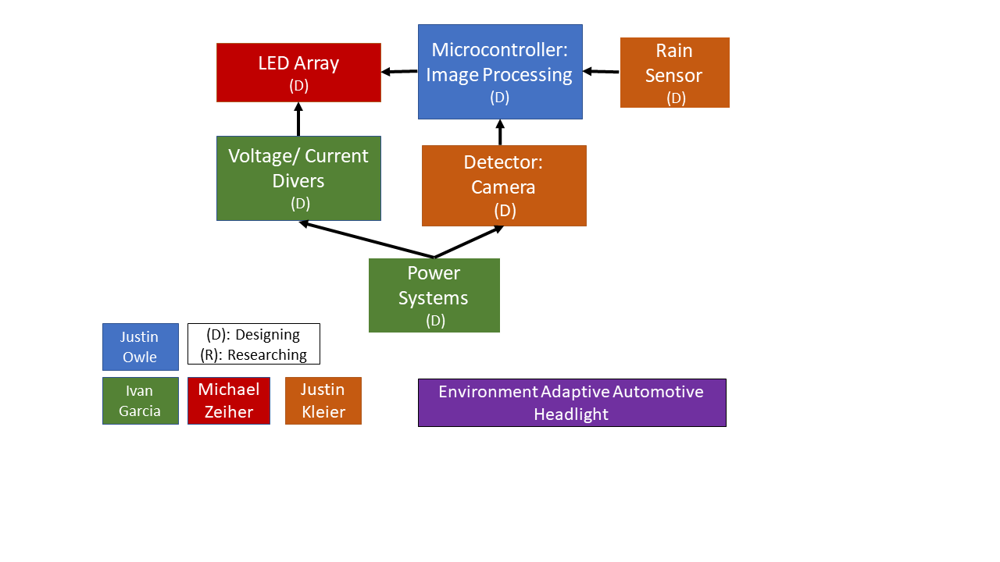 LED Array
(D)
Microcontroller:
Image Processing
(D)
Rain
Sensor
(D)
Voltage/ Current
Divers
(D)
Detector:
Camera
(D)
Power
Systems
(D)
Justin
Owle
(D): Designing
(R): Researching
Ivan
Garcia
Michael
Zeiher
Justin
Kleier
Environment Adaptive Automotive
Headlight